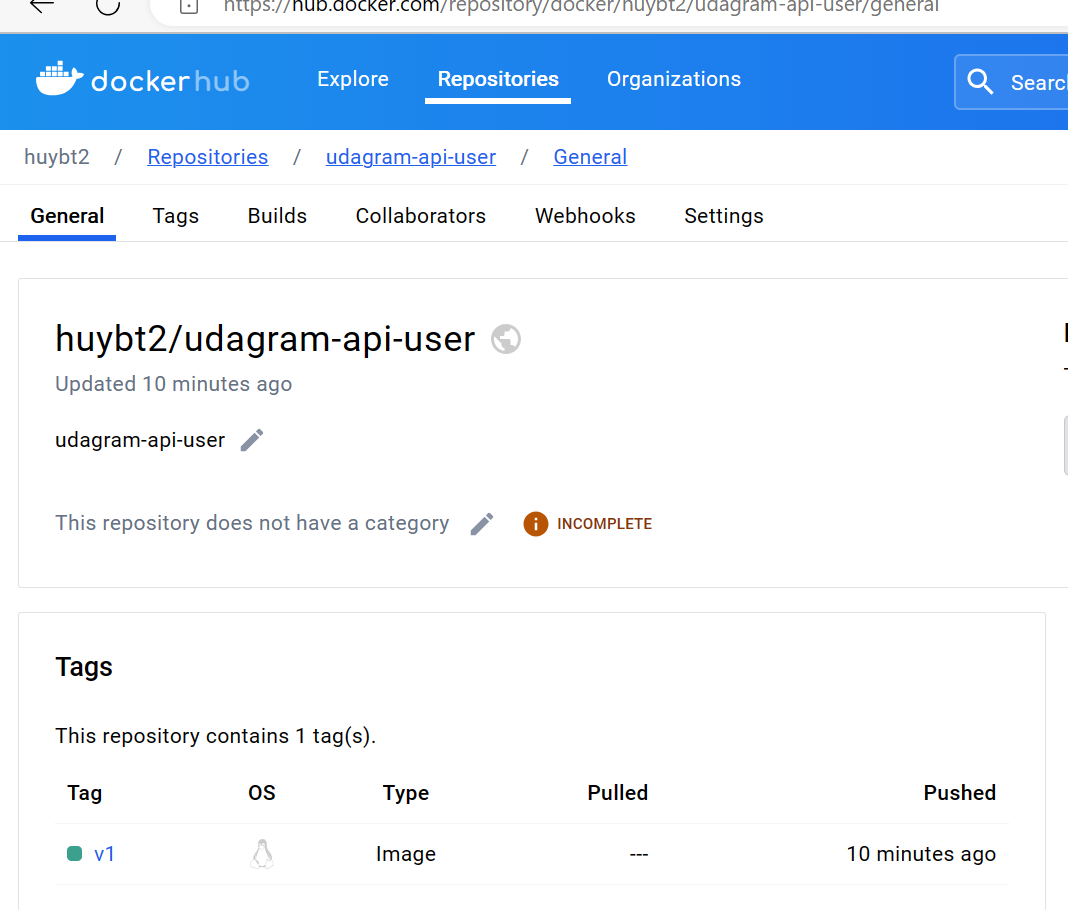 https://hub.docker.com/repository/docker/huybt2/udagram-api-user/general
dockerhub Explore Repositories Organizations Searc
huybt2 / Repositories / udagram-api-user / General
General Tags Builds Collaborators Webhooks Settings
huybt2/udagram-api-user
Updated 10 minutes ago
udagram-api-user
This repository does not have a category i INCOMPLETE
Tags
This repository contains 1 tag(s).
Tag OS Type Pulled Pushed
v1 Image --- 10 minutes ago